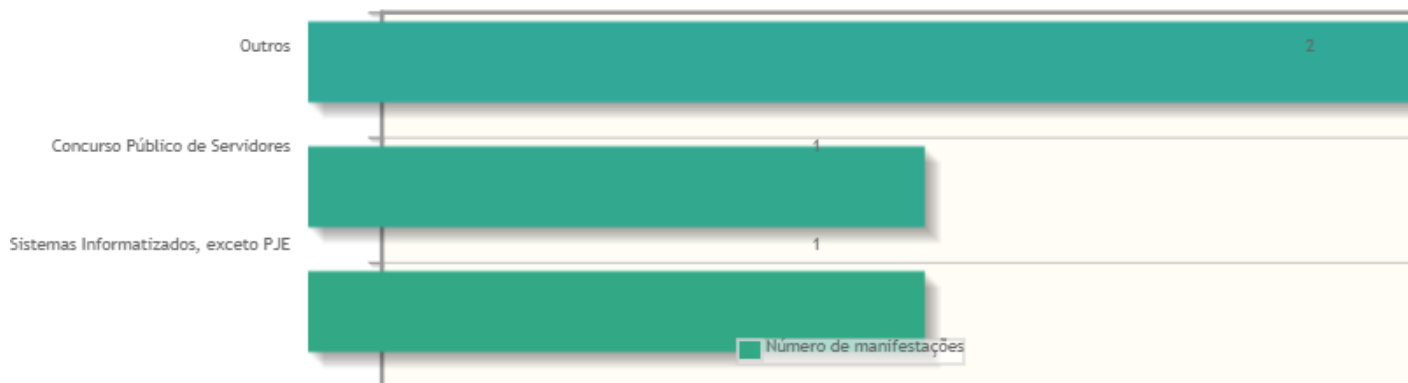 Outros
2
Concurso Público de Servidores
1
Sistemas Informatizados, exceto PJE
1
Número de manifestações